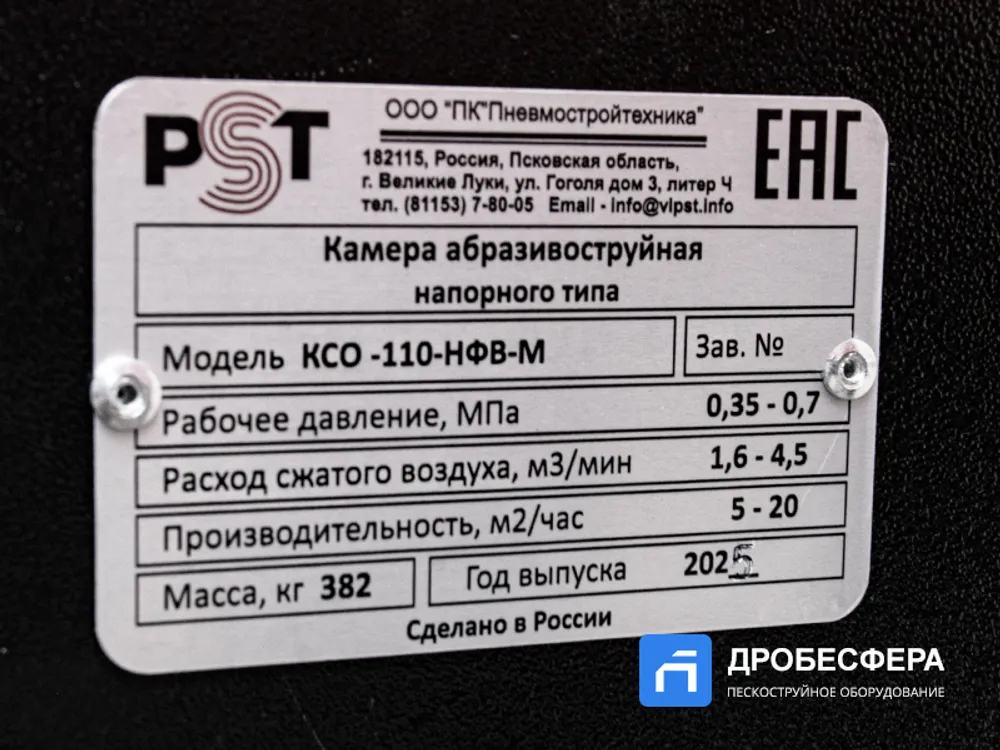 PST
ООО "ПК"Пневмостройтехника"
182115, Россия, Псковская область,
г. Великие Луки, ул. Гоголя дом 3, литер Ч
тел. (81153) 7-80-05 Email - info@vlpst.info
ЕАС
Камера абразивоструйная
напорного типа
Модель КСО -110-НФВ-М
Зав. №
Рабочее давление, МПа 0,35 - 0,7
Расход сжатого воздуха, м3/мин 1,6 - 4,5
Производительность, м2/час 5 - 20
Масса, кг 382
Год выпуска 2025
Сделано в России
ДРОБЕСФЕРА
ПЕСКОСТРУЙНОЕ ОБОРУДОВАНИЕ